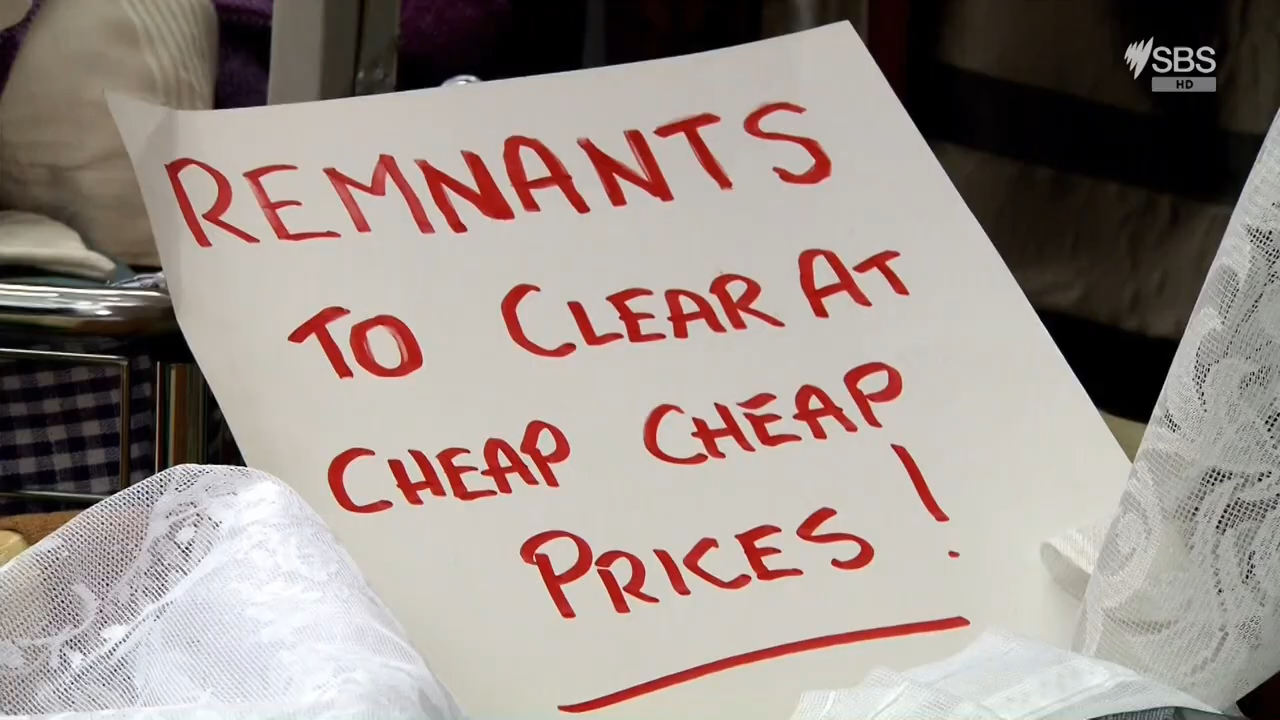 SBS
HD
REMNANTS
TO CLEAR AT
CHEAP CHEAP
PRICES!